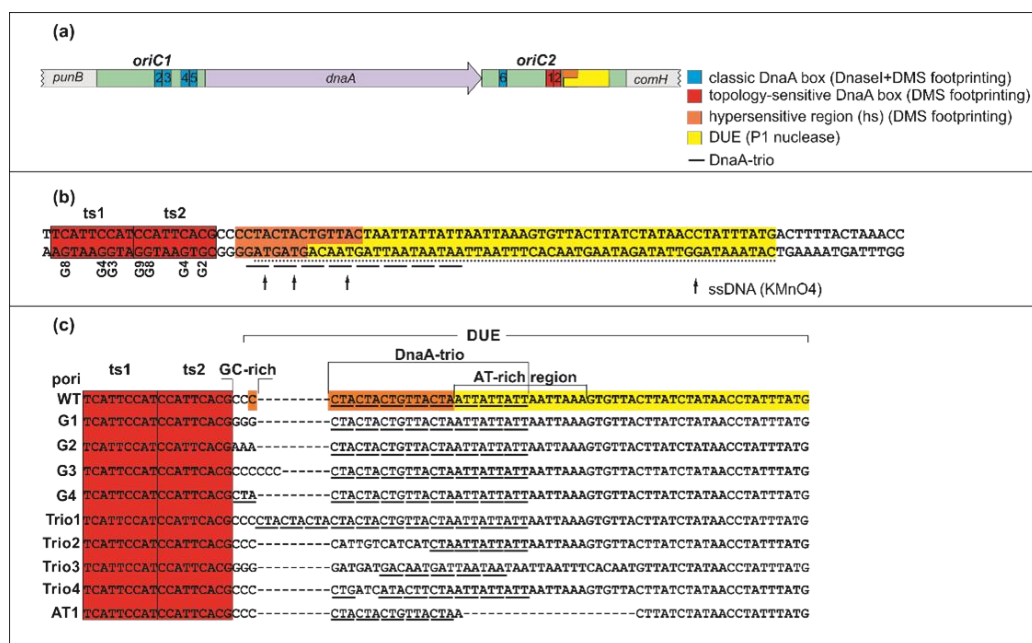 (a)
oriC1 oriC2
punB 2 3 4 5 dnaA 6 1 2 comH
classic DnaA box (DnaseI+DMS footprinting)
topology-sensitive DnaA box (DMS footprinting)
hypersensitive region (hs) (DMS footprinting)
DUE (P1 nuclease)
DnaA-trio
(b)
ts1 ts2
TTCATTCCATCCATTCACGCCCCTACTACTGTTACTAATTATTATTAATTAAAGTGTTACTTATCTATAACCTATTTATGACTTTTACTAAACC
AAGTAAGGTAGGTAAGTGCGGGGATGATGACAATGATTAATAATAATTAATTTCACAATGAATAGATATTGGATAAATACTGAAAATGATTTGG
G8 G4 G3 G9 G8 G4 G2
ssDNA (KMnO4)
(c)
DUE
DnaA-trio
ts1 ts2 GC-rich AT-rich region
pori
WT TCATTCCATCCATTCACGCCC---------CTACTACTGTTACTAATTATTATTAATTAAAGTGTTACTTATCTATAACCTATTTATG
G1 TCATTCCATCCATTCACGGGG---------CTACTACTGTTACTAATTATTATTAATTAAAGTGTTACTTATCTATAACCTATTTATG
G2 TCATTCCATCCATTCACGAAA---------CTACTACTGTTACTAATTATTATTAATTAAAGTGTTACTTATCTATAACCTATTTATG
G3 TCATTCCATCCATTCACGCCCCCC------CTACTACTGTTACTAATTATTATTAATTAAAGTGTTACTTATCTATAACCTATTTATG
G4 TCATTCCATCCATTCACGCTA---------CTACTACTGTTACTAATTATTATTAATTAAAGTGTTACTTATCTATAACCTATTTATG
Trio1 TCATTCCATCCATTCACGCCCCTACTACTACTACTACTGTTACTAATTATTATTAATTAAAGTGTTACTTATCTATAACCTATTTATG
Trio2 TCATTCCATCCATTCACGCCC---------CATTGTCATCATCTAATTATTATTAATTAAAGTGTTACTTATCTATAACCTATTTATG
Trio3 TCATTCCATCCATTCACGGGG---------GATGATGACAATGATTAATAATAATTAATTTCACAATGTTACTTATCTATAACCTATTTATG
Trio4 TCATTCCATCCATTCACGCCC---------CTGATCATACTTCTAATTATTATTAATTAAAGTGTTACTTATCTATAACCTATTTATG
AT1 TCATTCCATCCATTCACGCCC---------CTACTACTGTTACTAA---------------------CTTATCTATAACCTATTTATG